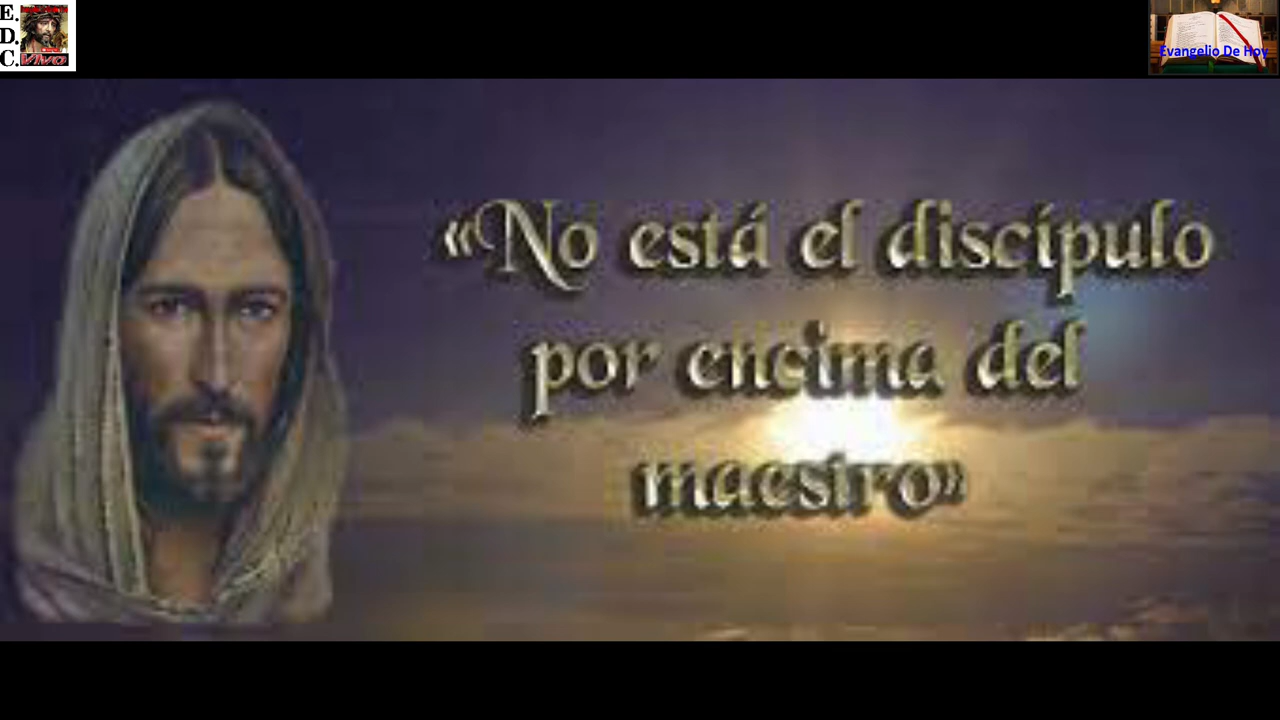 E.
D.
C. Vivo
Evangelio De Hoy
«No está el discípulo
por encima del
maestro»